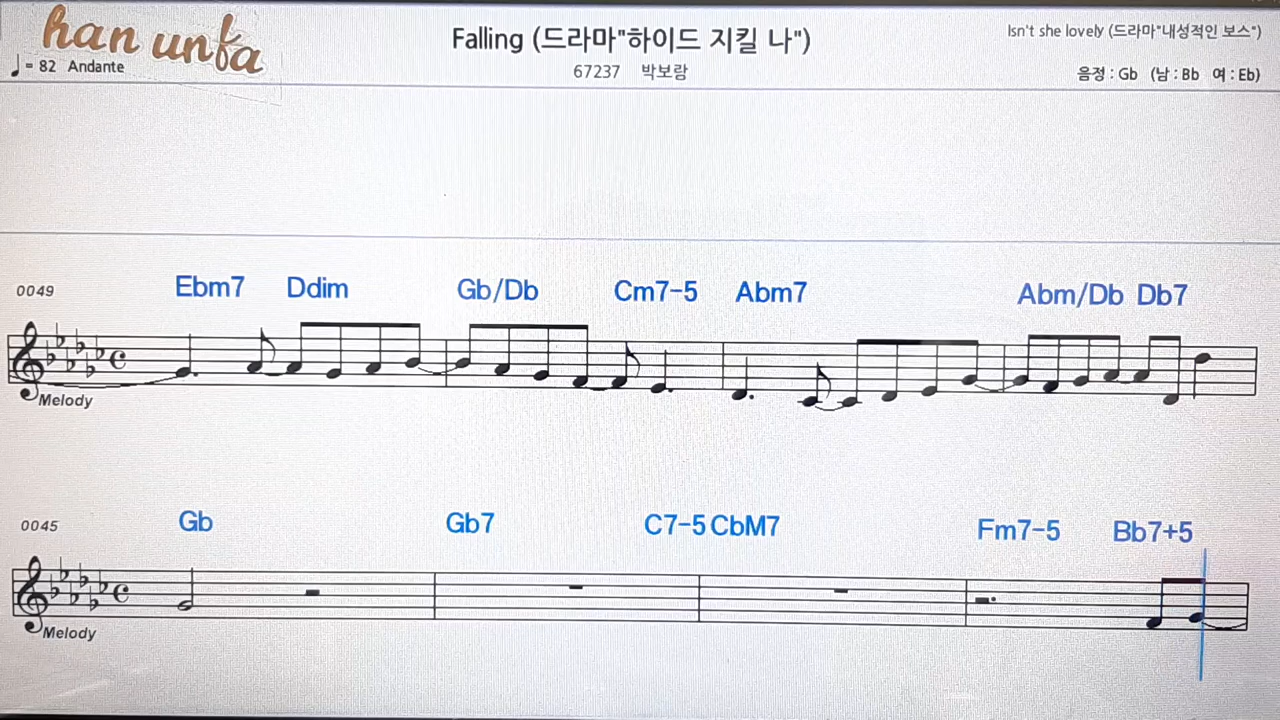 han unfa
♩= 82 Andante
Falling (드라마"하이드 지킬 나")
67237 박보람
Isn't she lovely (드라마"내성적인 보스")
음정 : Gb (남 : Bb 여 : Eb)
0049 Ebm7 Ddim Gb/Db Cm7-5 Abm7 Abm/Db Db7
Melody
0045 Gb Gb7 C7-5 CbM7 Fm7-5 Bb7+5
Melody